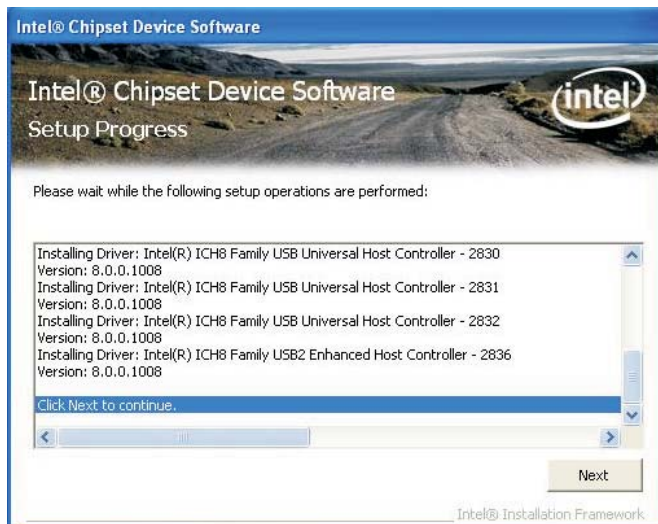 Intel® Chipset Device Software
Intel® Chipset Device Software
intel
Setup Progress
Please wait while the following setup operations are performed:
Installing Driver: Intel(R) ICH8 Family USB Universal Host Controller - 2830
Version: 8.0.0.1008
Installing Driver: Intel(R) ICH8 Family USB Universal Host Controller - 2831
Version: 8.0.0.1008
Installing Driver: Intel(R) ICH8 Family USB Universal Host Controller - 2832
Version: 8.0.0.1008
Installing Driver: Intel(R) ICH8 Family USB2 Enhanced Host Controller - 2836
Version: 8.0.0.1008
Click Next to continue.
Next
Intel® Installation Framework